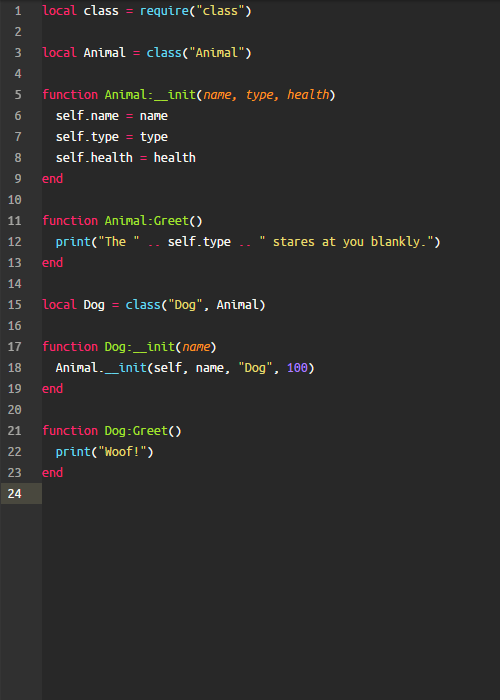 1 local class = require("class")
2
3 local Animal = class("Animal")
4
5 function Animal:__init(name, type, health)
6   self.name = name
7   self.type = type
8   self.health = health
9 end
10
11 function Animal:Greet()
12   print("The " .. self.type .. " stares at you blankly.")
13 end
14
15 local Dog = class("Dog", Animal)
16
17 function Dog:__init(name)
18   Animal.__init(self, name, "Dog", 100)
19 end
20
21 function Dog:Greet()
22   print("Woof!")
23 end
24